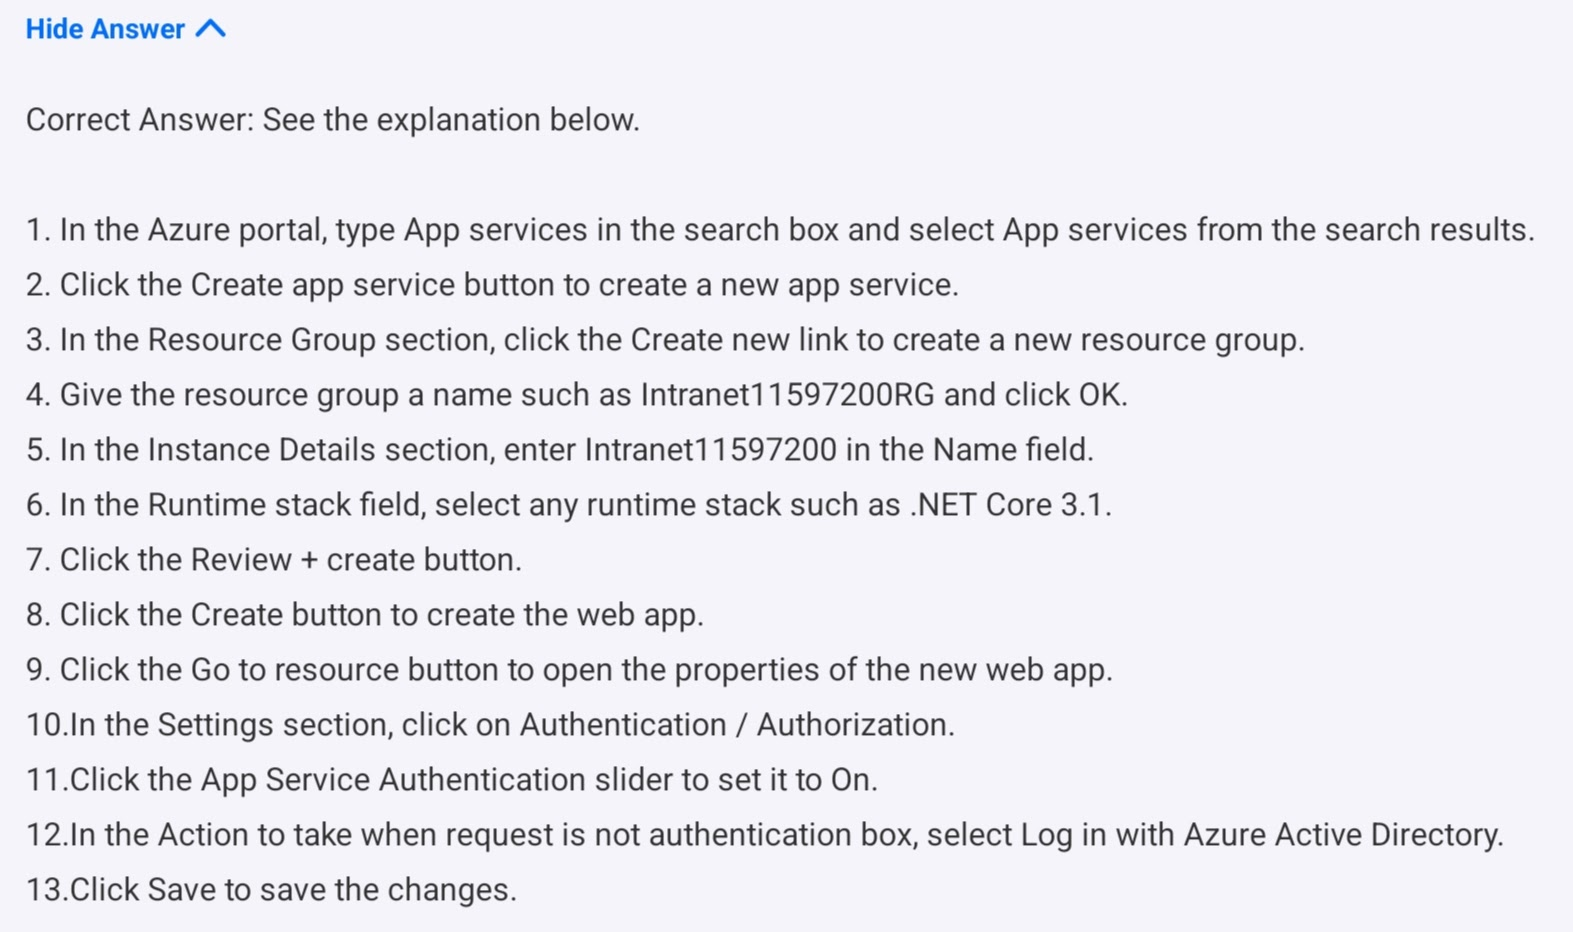 Hide Answer
Correct Answer: See the explanation below.
1. In the Azure portal, type App services in the search box and select App services from the search results.
2. Click the Create app service button to create a new app service.
3. In the Resource Group section, click the Create new link to create a new resource group.
4. Give the resource group a name such as Intranet11597200RG and click OK.
5. In the Instance Details section, enter Intranet11597200 in the Name field.
6. In the Runtime stack field, select any runtime stack such as .NET Core 3.1.
7. Click the Review + create button.
8. Click the Create button to create the web app.
9. Click the Go to resource button to open the properties of the new web app.
10.In the Settings section, click on Authentication / Authorization.
11.Click the App Service Authentication slider to set it to On.
12.In the Action to take when request is not authentication box, select Log in with Azure Active Directory.
13.Click Save to save the changes.